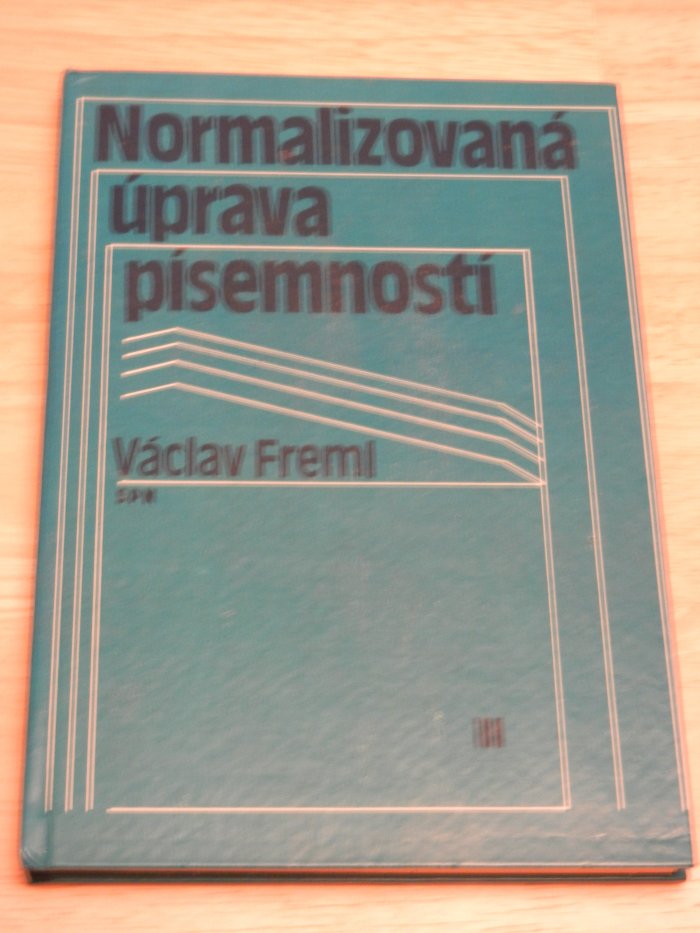 Normalizovaná
úprava
písemností
Václav Freml
SPN